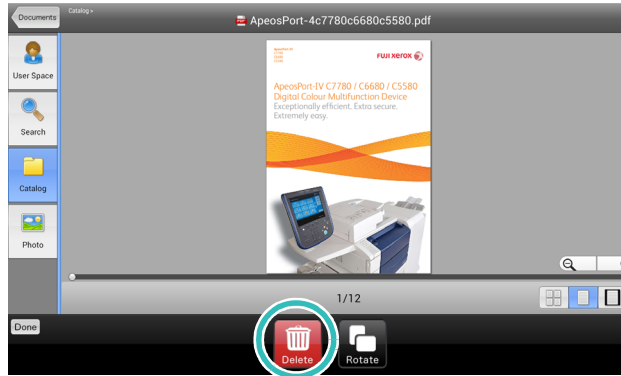 Documents
Catalog »
ApeosPort-4c7780c6680c5580.pdf
User Space
Search
Catalog
Photo
FUJI XEROX
ApeosPort-IV C7780 / C6680 / C5580
Digital Colour Multifunction Device
Exceptionally efficient. Extra secure.
Extremely easy.
1/12
Done
Delete
Rotate